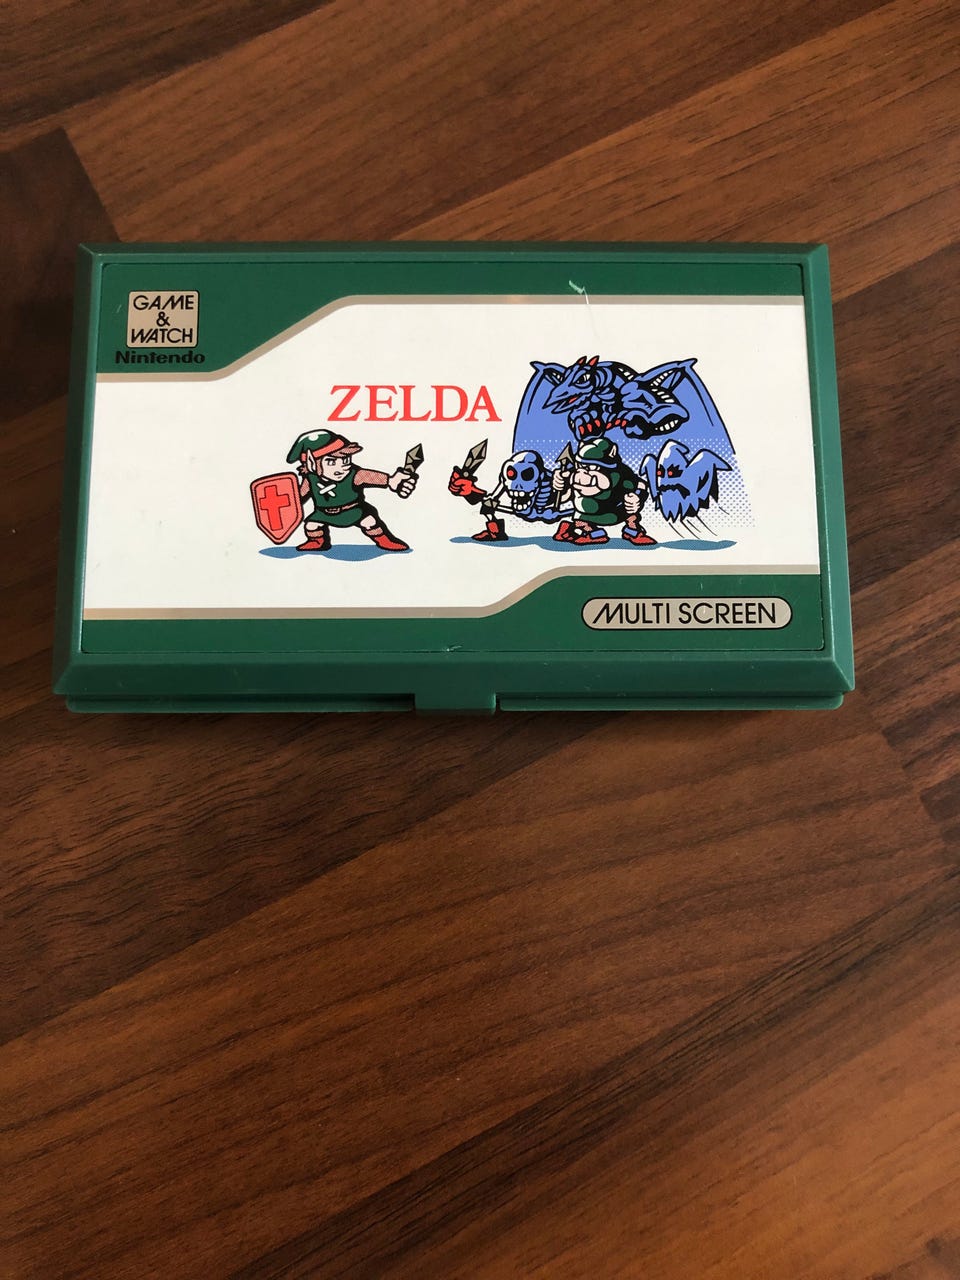 GAME
&
WATCH
Nintendo
ZELDA
MULTI SCREEN